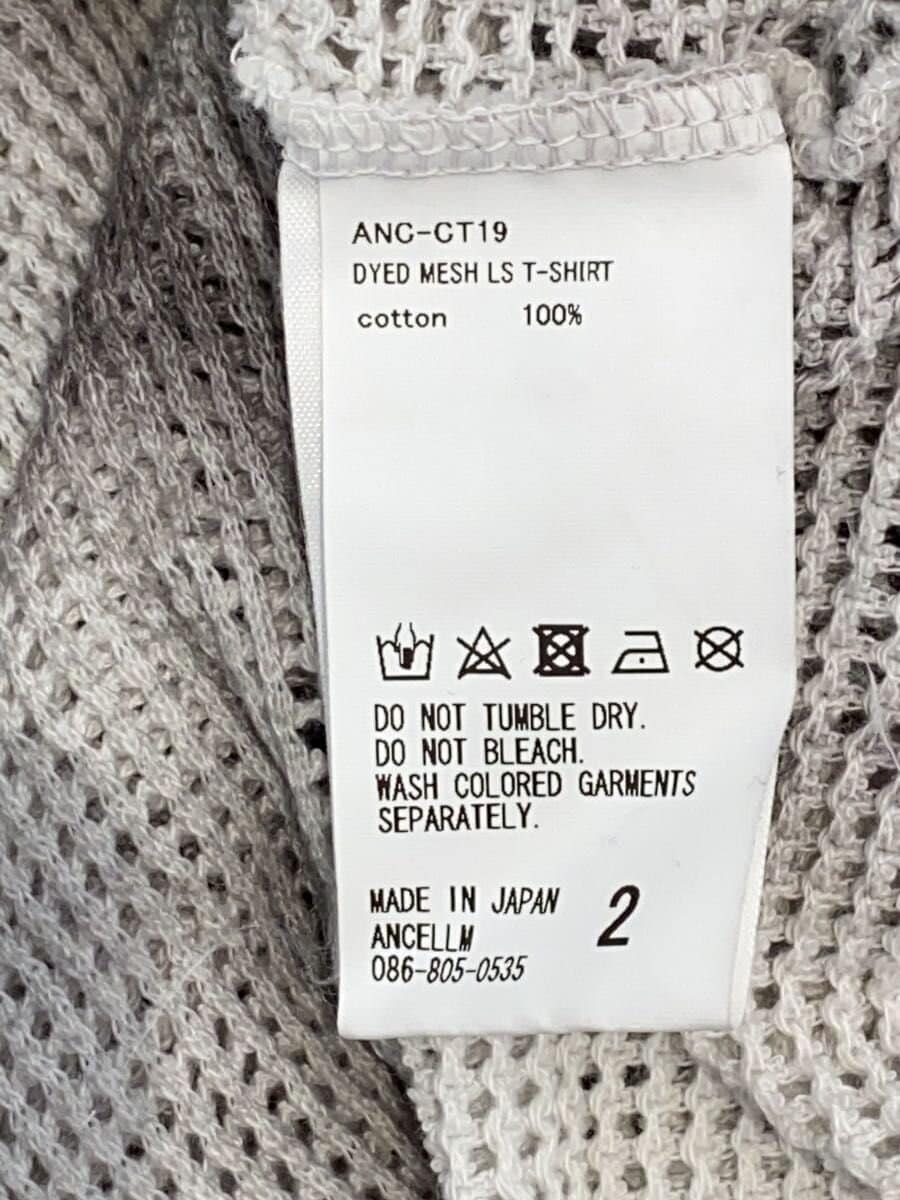 ANC-CT19
DYED MESH LS T-SHIRT
cotton 100%
DO NOT TUMBLE DRY.
DO NOT BLEACH.
WASH COLORED GARMENTS
SEPARATELY.
MADE IN JAPAN
ANCELLM
086-805-0535
2